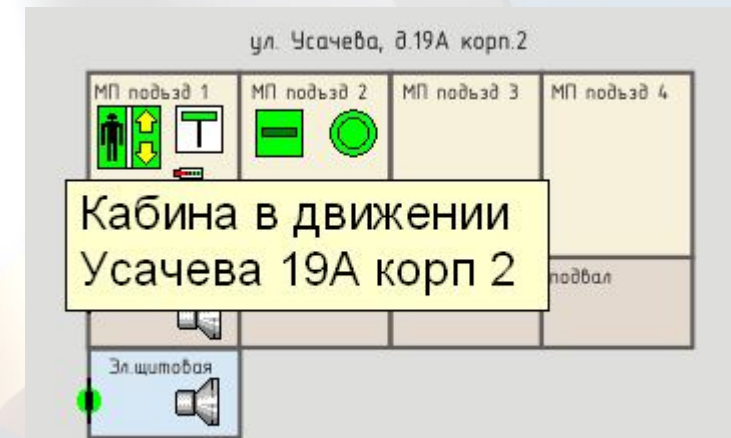 ул. Усачева, д.19А корп.2
МП подъзд 1
МП подъзд 2
МП подъзд 3
МП подъзд 4
Кабина в движении
Усачева 19А корп 2
подвал
Эл.щитовая